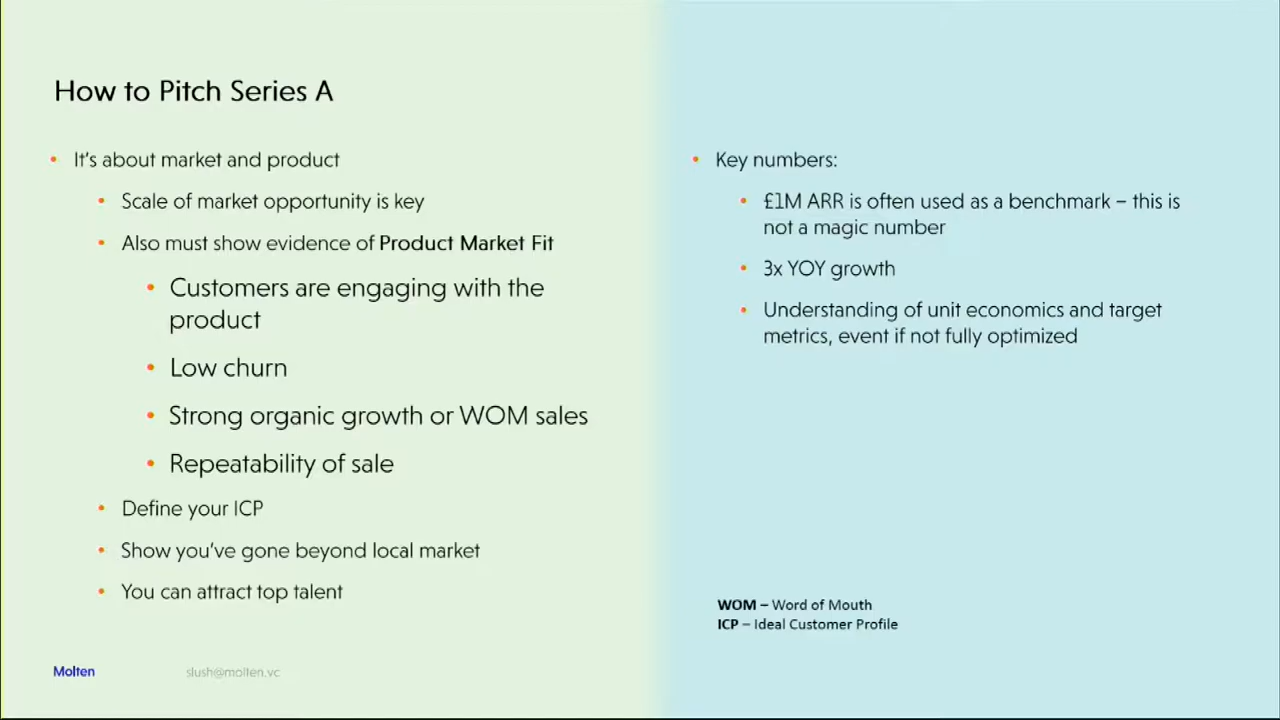 How to Pitch Series A
• It's about market and product
• Scale of market opportunity is key
• Also must show evidence of Product Market Fit
• Customers are engaging with the
product
• Low churn
• Strong organic growth or WOM sales
• Repeatability of sale
• Define your ICP
• Show you've gone beyond local market
• You can attract top talent
• Key numbers:
• £1M ARR is often used as a benchmark – this is
not a magic number
• 3x YOY growth
• Understanding of unit economics and target
metrics, event if not fully optimized
WOM – Word of Mouth
ICP – Ideal Customer Profile
Molten
slush@molten.vc